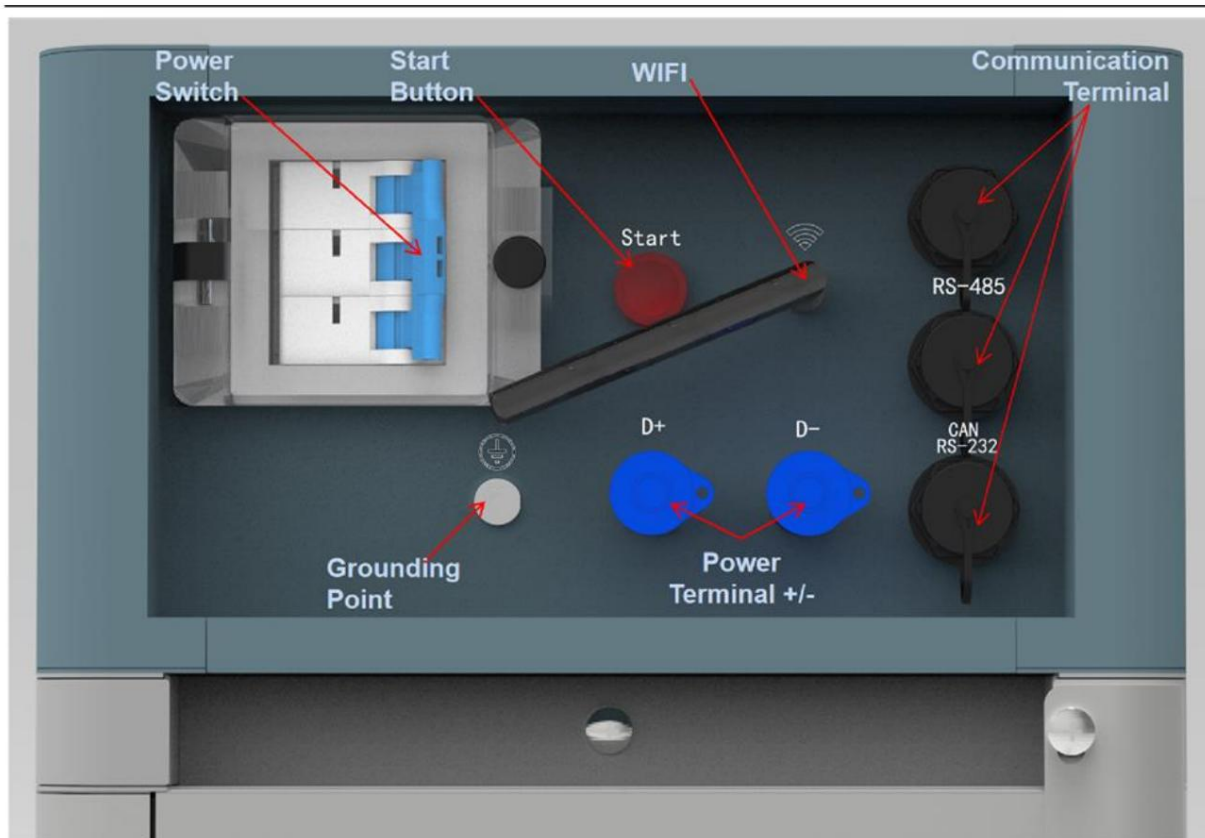 Power
Switch
Start
Button
WIFI
Communication
Terminal
Start
RS-485
D+
D-
CAN
RS-232
Grounding
Point
Power
Terminal +/-